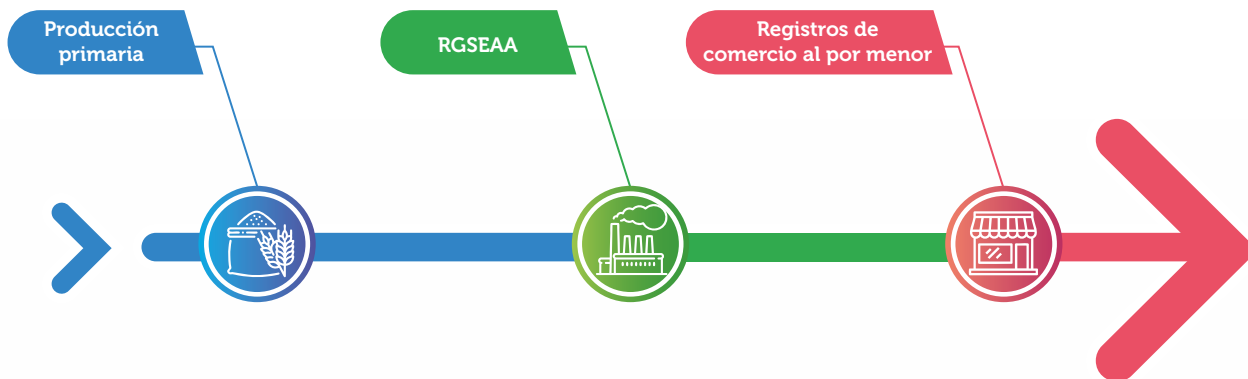 Producción
primaria
RGSEAA
Registros de
comercio al por menor